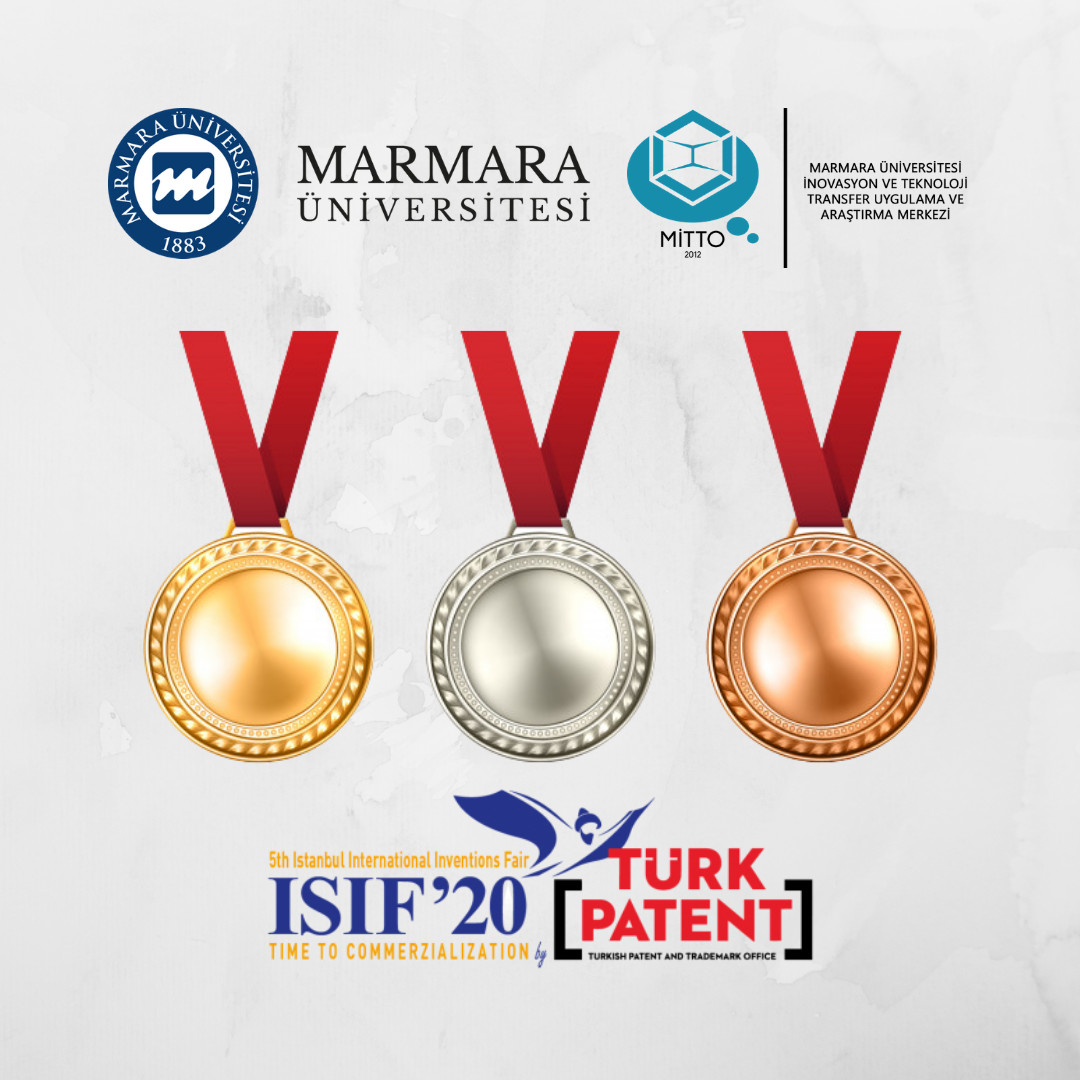 MARMARA ÜNİVERSİTESİ
1883
MARMARA
ÜNİVERSİTESİ
MİTTO
2012
MARMARA ÜNİVERSİTESİ
İNOVASYON VE TEKNOLOJİ
TRANSFER UYGULAMA VE
ARAŞTIRMA MERKEZİ
5th Istanbul International Inventions Fair
ISIF'20
TIME TO COMMERZIALIZATION by
TÜRK
[PATENT]
TURKISH PATENT AND TRADEMARK OFFICE